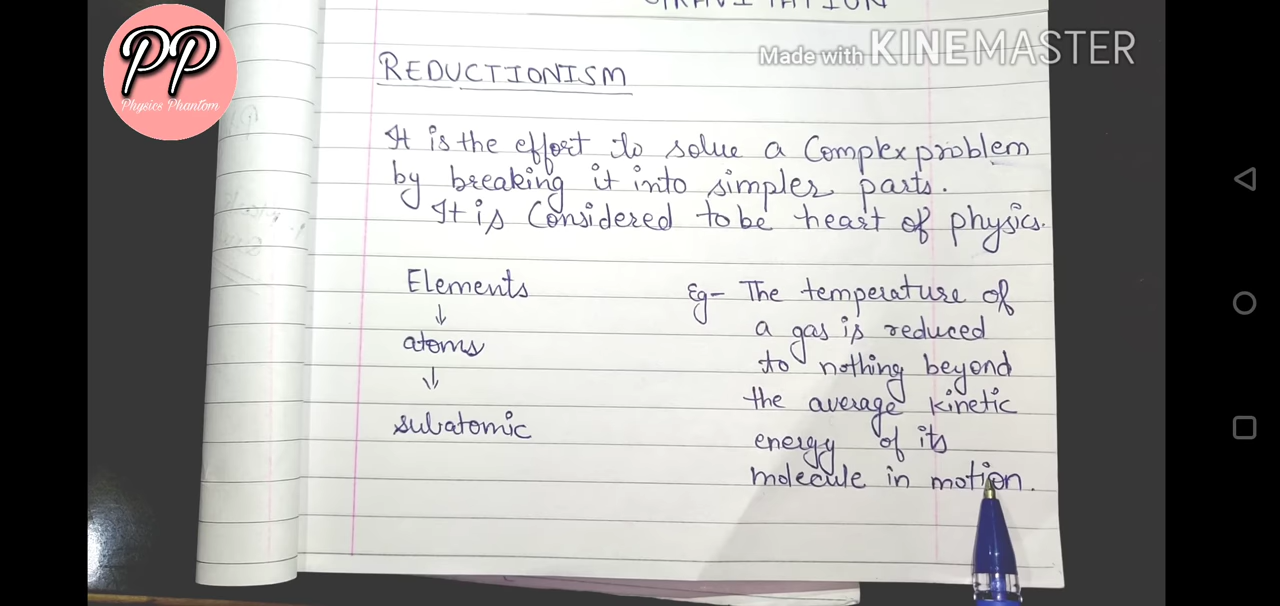 GRAVITATION
PP
Physics Phantom
Made with KINEMASTER
REDUCTIONISM
It is the effort to solve a Complex problem
by breaking it into simpler parts.
It is Considered to be heart of physics.
Elements
↓
atoms
↓
subatomic
Eg- The temperature of
a gas is reduced
to nothing beyond
the average kinetic
energy of its
molecule in motion.